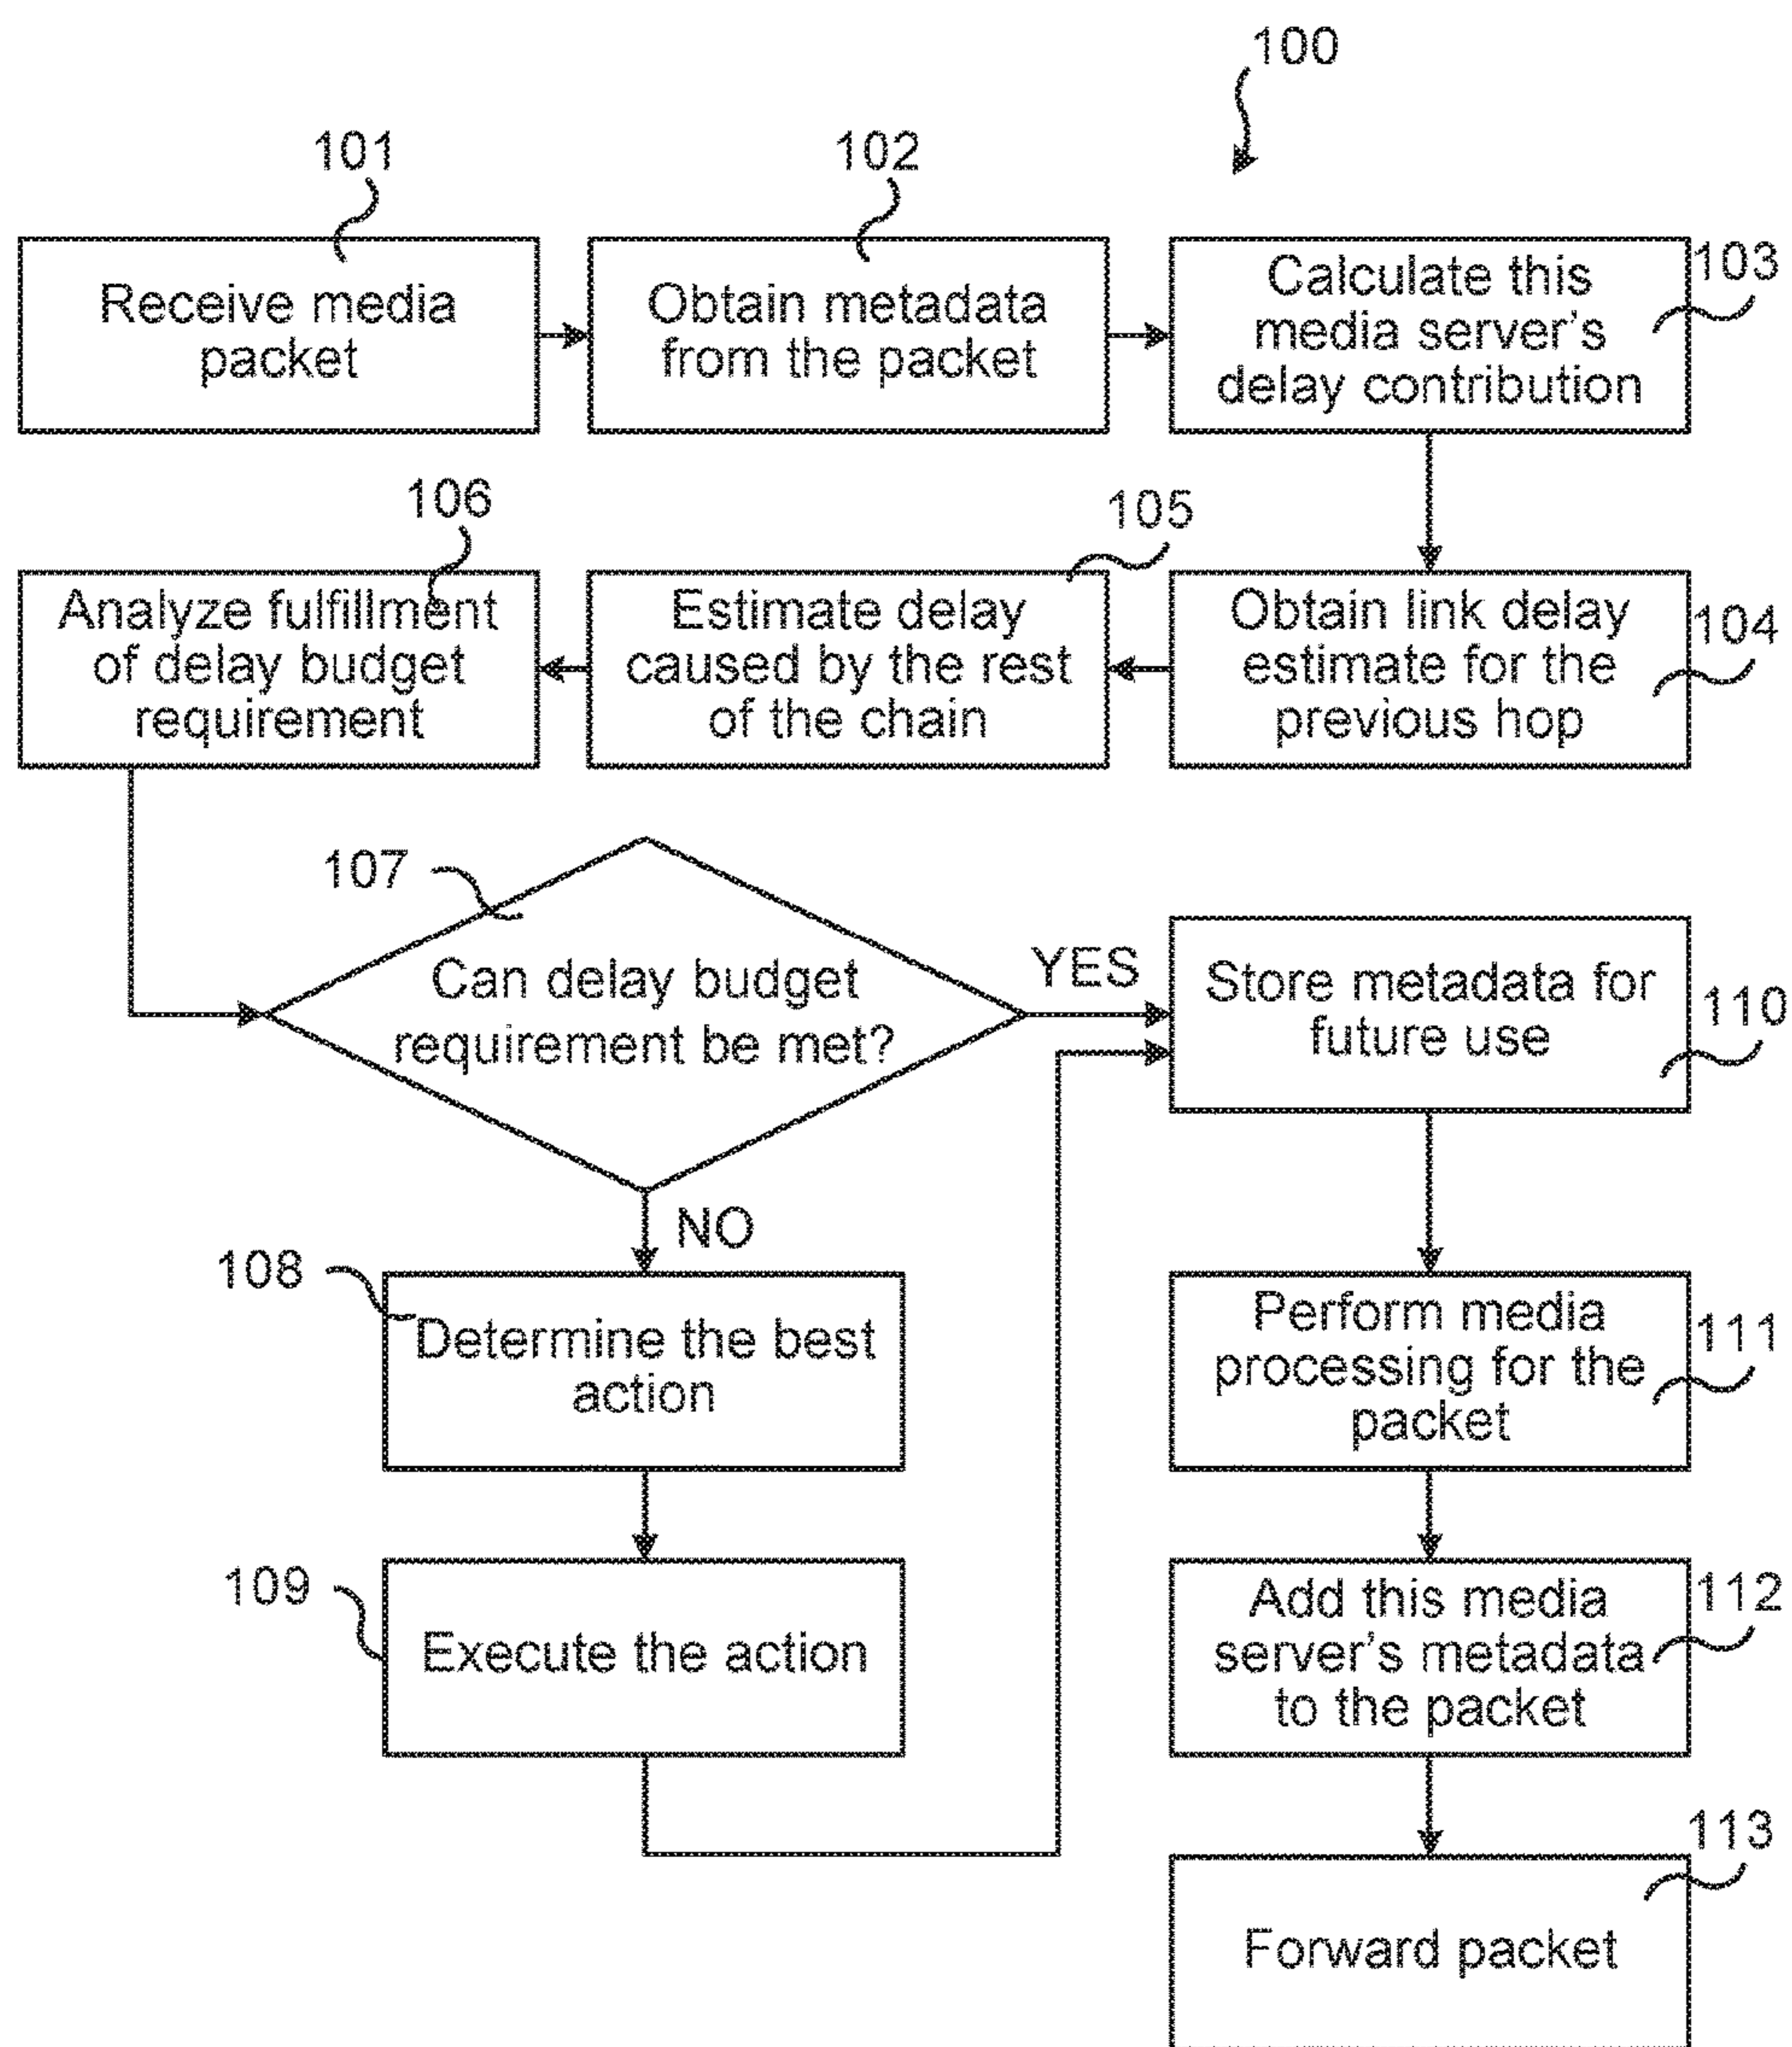 100
101
102
Receive media
packet
Obtain metadata
from the packet
Calculate this
media server's
delay contribution
103
106
105
Analyze fulfillment
of delay budget
requirement
Estimate delay
caused by the rest
of the chain
Obtain link delay
estimate for the
previous hop
104
107
Can delay budget
requirement be met?
YES
Store metadata for
future use
110
NO
108
Determine the best
action
Perform media
processing for the
packet
111
109
Execute the action
Add this media
server's metadata
to the packet
112
113
Forward packet